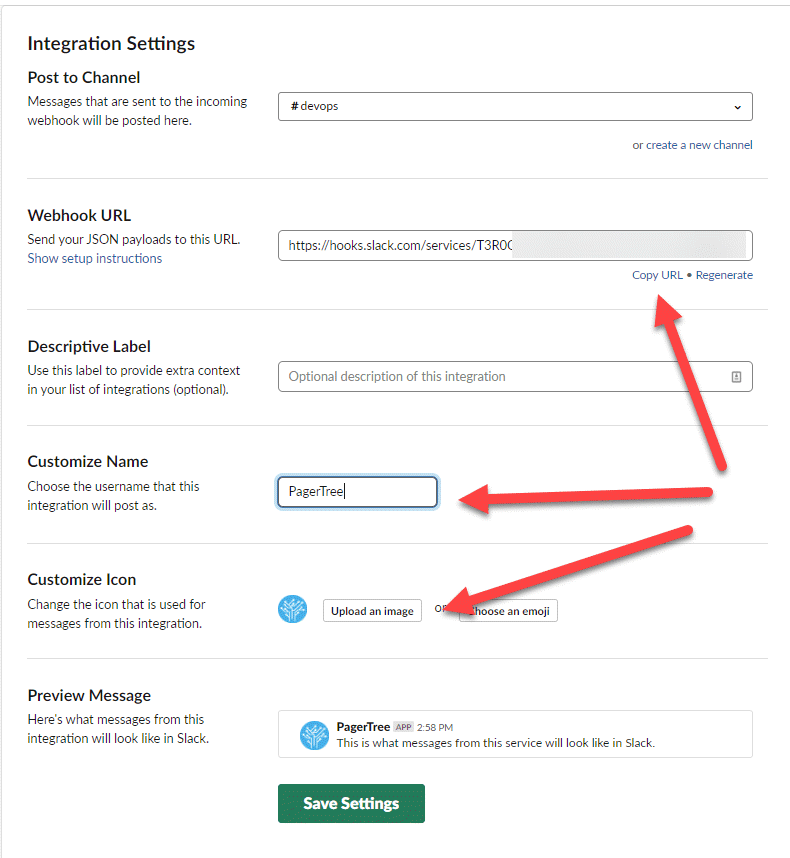 Integration Settings
Post to Channel
Messages that are sent to the incoming
webhook will be posted here.
# devops
or create a new channel
Webhook URL
Send your JSON payloads to this URL.
Show setup instructions
https://hooks.slack.com/services/T3R0
Copy URL • Regenerate
Descriptive Label
Use this label to provide extra context
in your list of integrations (optional).
Optional description of this integration
Customize Name
Choose the username that this
integration will post as.
PagerTree
Customize Icon
Change the icon that is used for
messages from this integration.
Upload an image
or
Choose an emoji
Preview Message
Here's what messages from this
integration will look like in Slack.
PagerTree APP 2:58 PM
This is what messages from this service will look like in Slack.
Save Settings